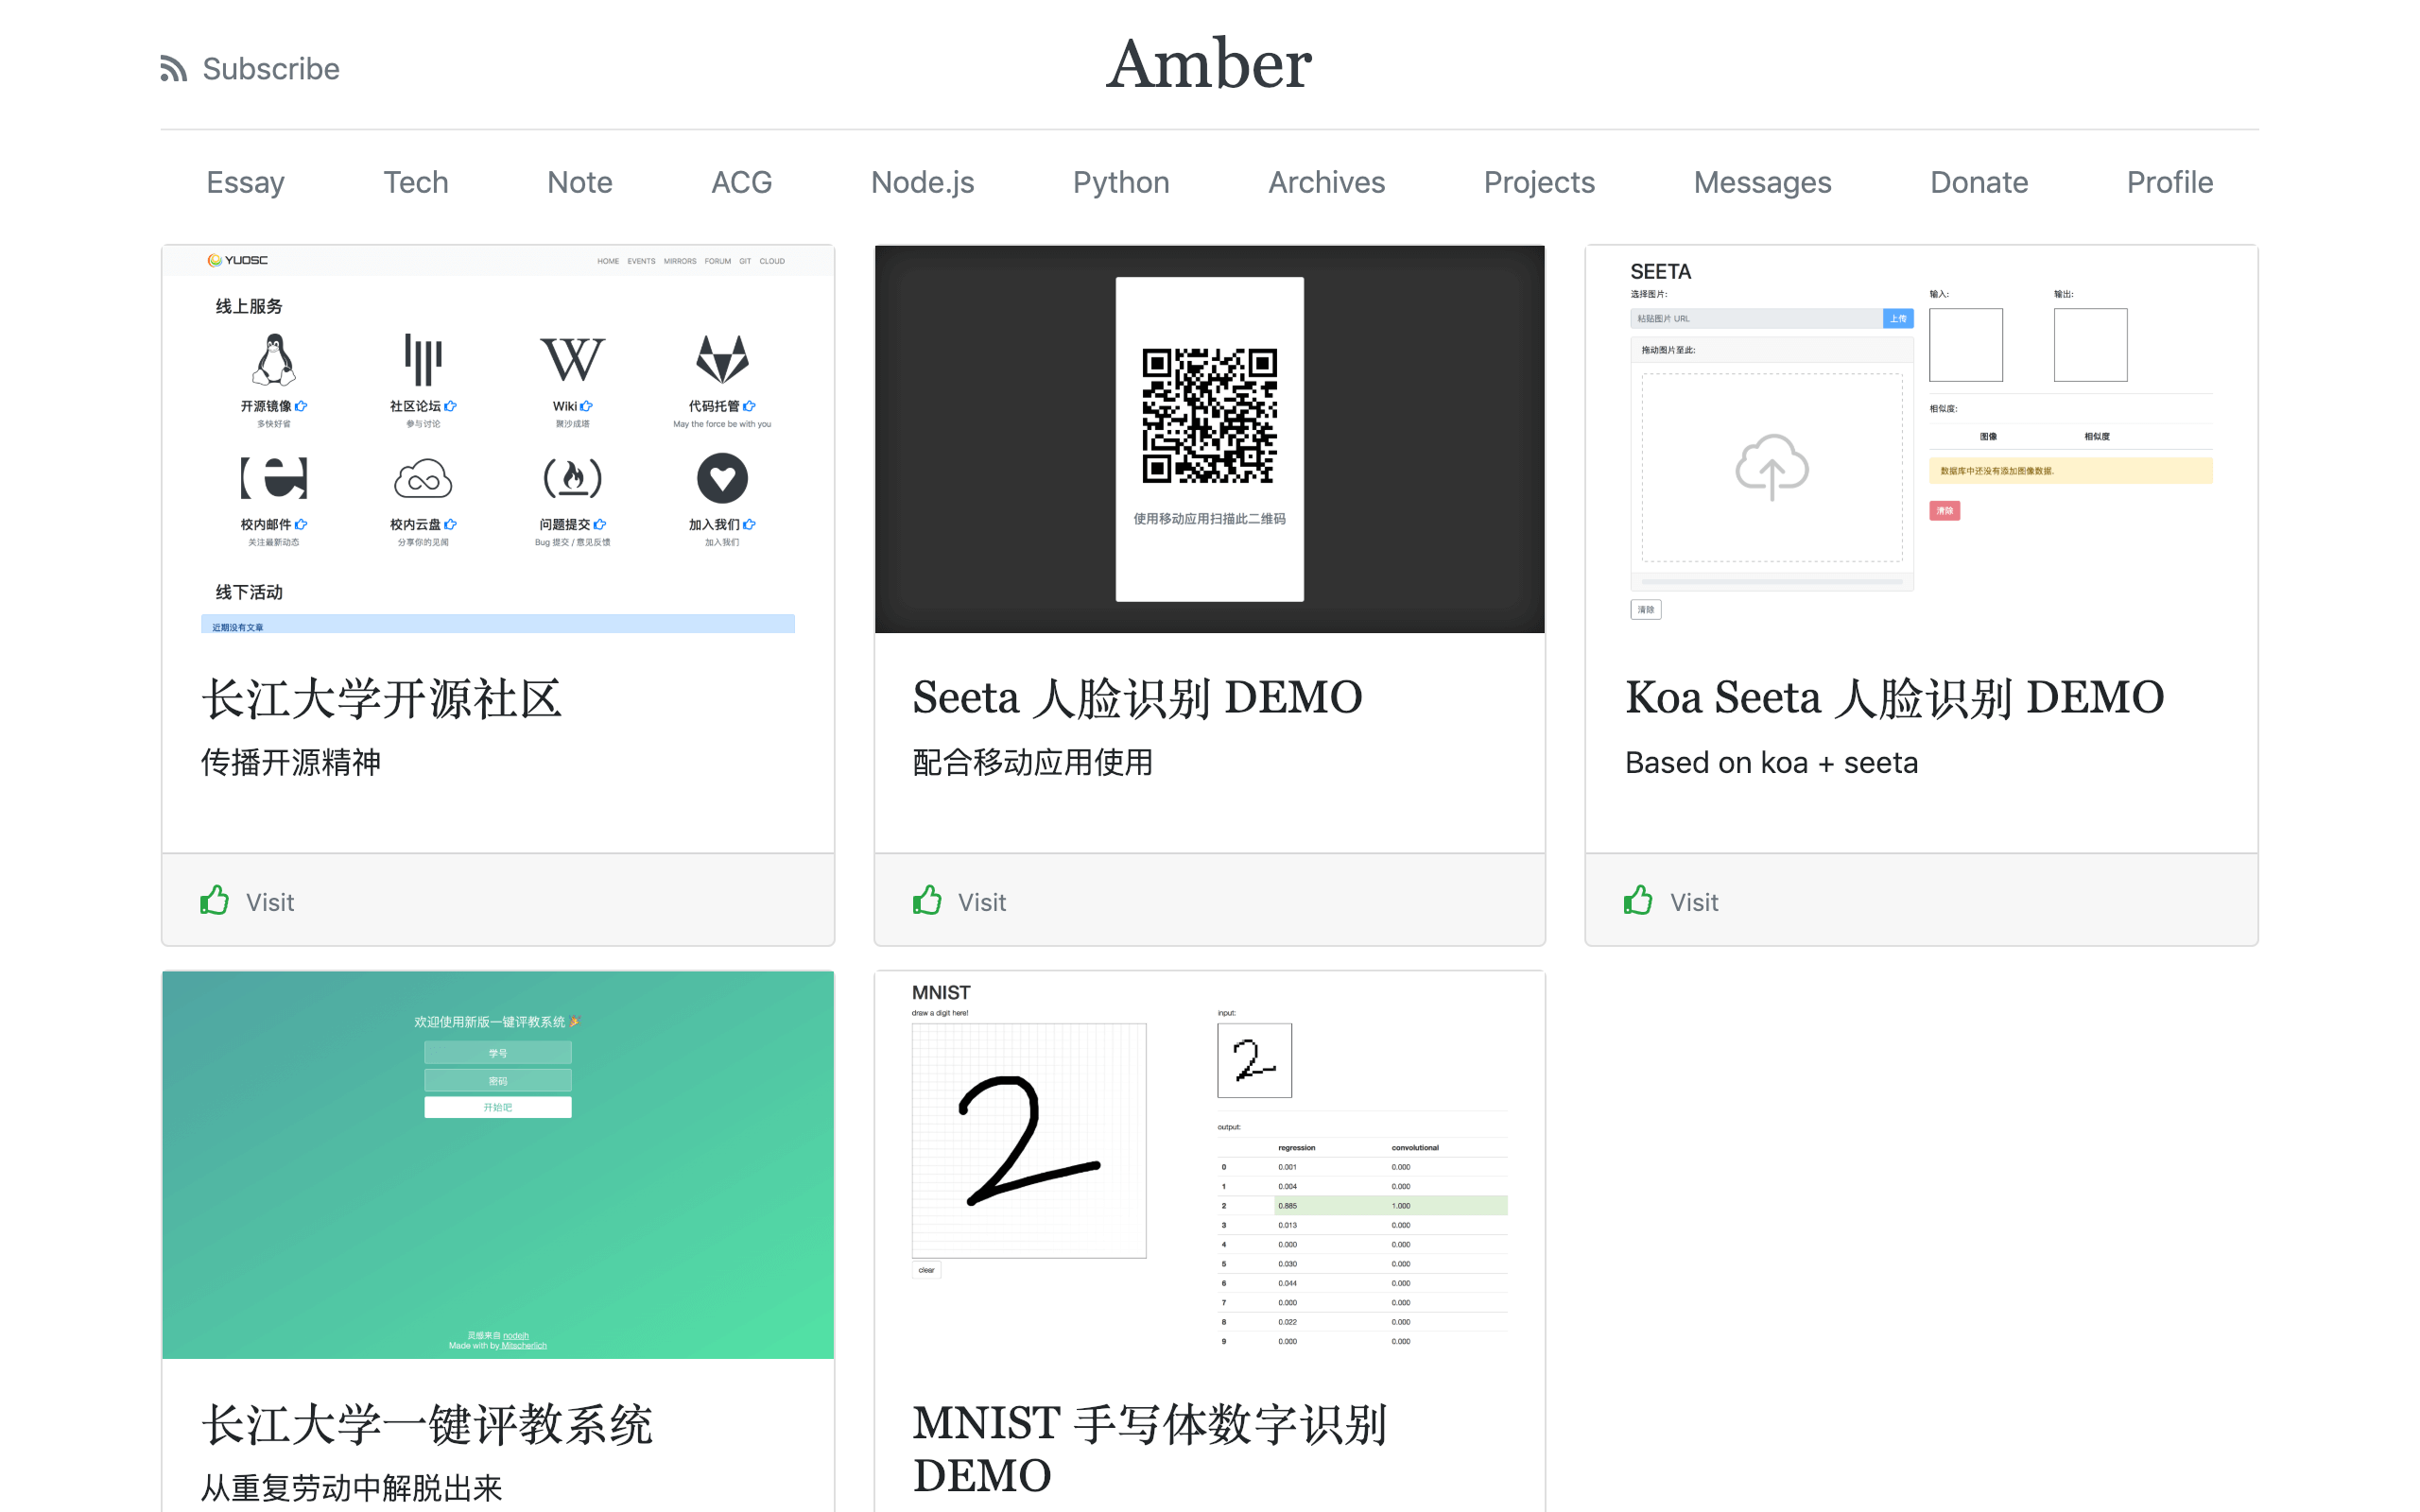 Subscribe
Amber
Essay Tech Note ACG Node.js Python Archives Projects Messages Donate Profile
YUOSC
HOME EVENTS MIRRORS FORUM GIT CLOUD
线上服务
开源镜像 社区论坛 Wiki 代码托管
多快好省 参与讨论 聚沙成塔 May the force be with you
校内邮件 校内云盘 问题提交 加入我们
关注最新动态 分享你的见闻 Bug 提交 / 意见反馈 加入我们
线下活动
近期没有文章
长江大学开源社区
传播开源精神
Visit
使用移动应用扫描此二维码
Seeta 人脸识别 DEMO
配合移动应用使用
Visit
SEETA
选择图片:
粘贴图片 URL 上传
拖动图片至此:
清除
输入: 输出:
相似度:
图像 相似度
数据库中还没有添加图像数据.
清除
Koa Seeta 人脸识别 DEMO
Based on koa + seeta
Visit
欢迎使用新版一键评教系统
学号
密码
开始吧
灵感来自 nodejh
Made with by Mitscherlich
长江大学一键评教系统
从重复劳动中解脱出来
MNIST
draw a digit here!
2
clear
input:
2
output:
regression convolutional
0 0.001 0.000
1 0.004 0.000
2 0.885 1.000
3 0.013 0.000
4 0.000 0.000
5 0.030 0.000
6 0.044 0.000
7 0.000 0.000
8 0.022 0.000
9 0.000 0.000
MNIST 手写体数字识别
DEMO